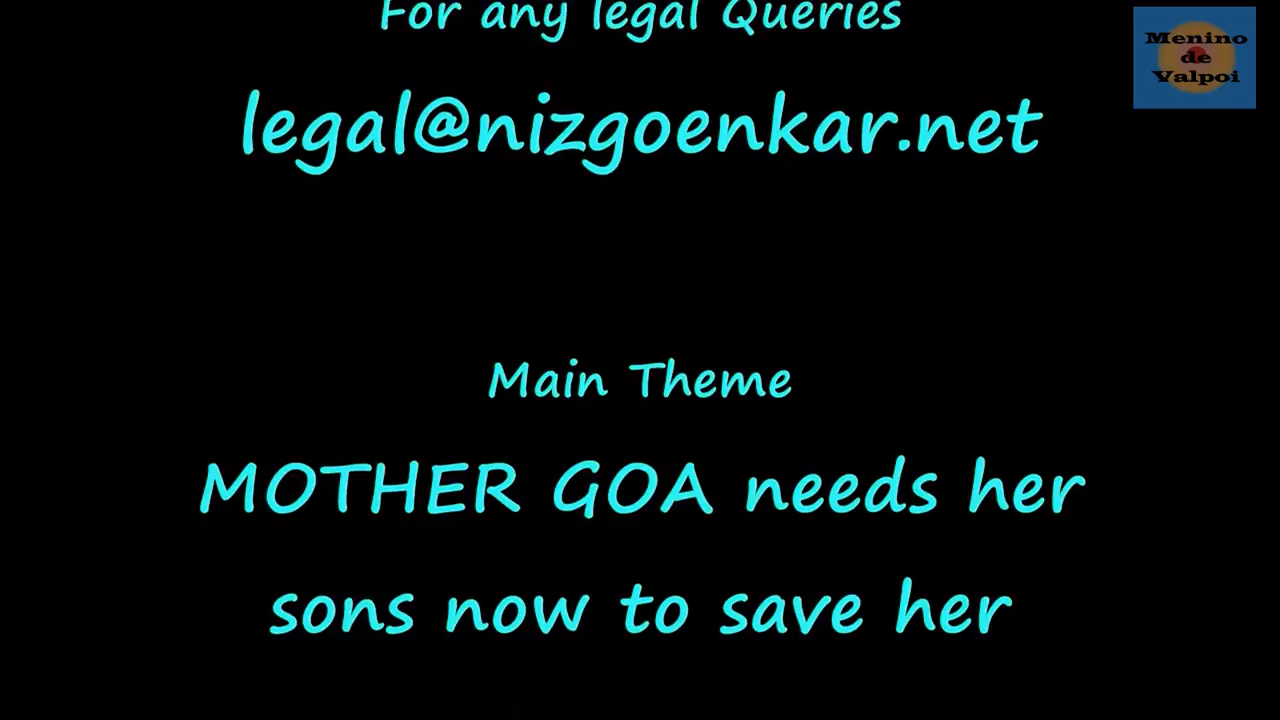 For any legal Queries
Menino
de
Valpoi
legal@nizgoenkar.net
Main Theme
MOTHER GOA needs her
sons now to save her